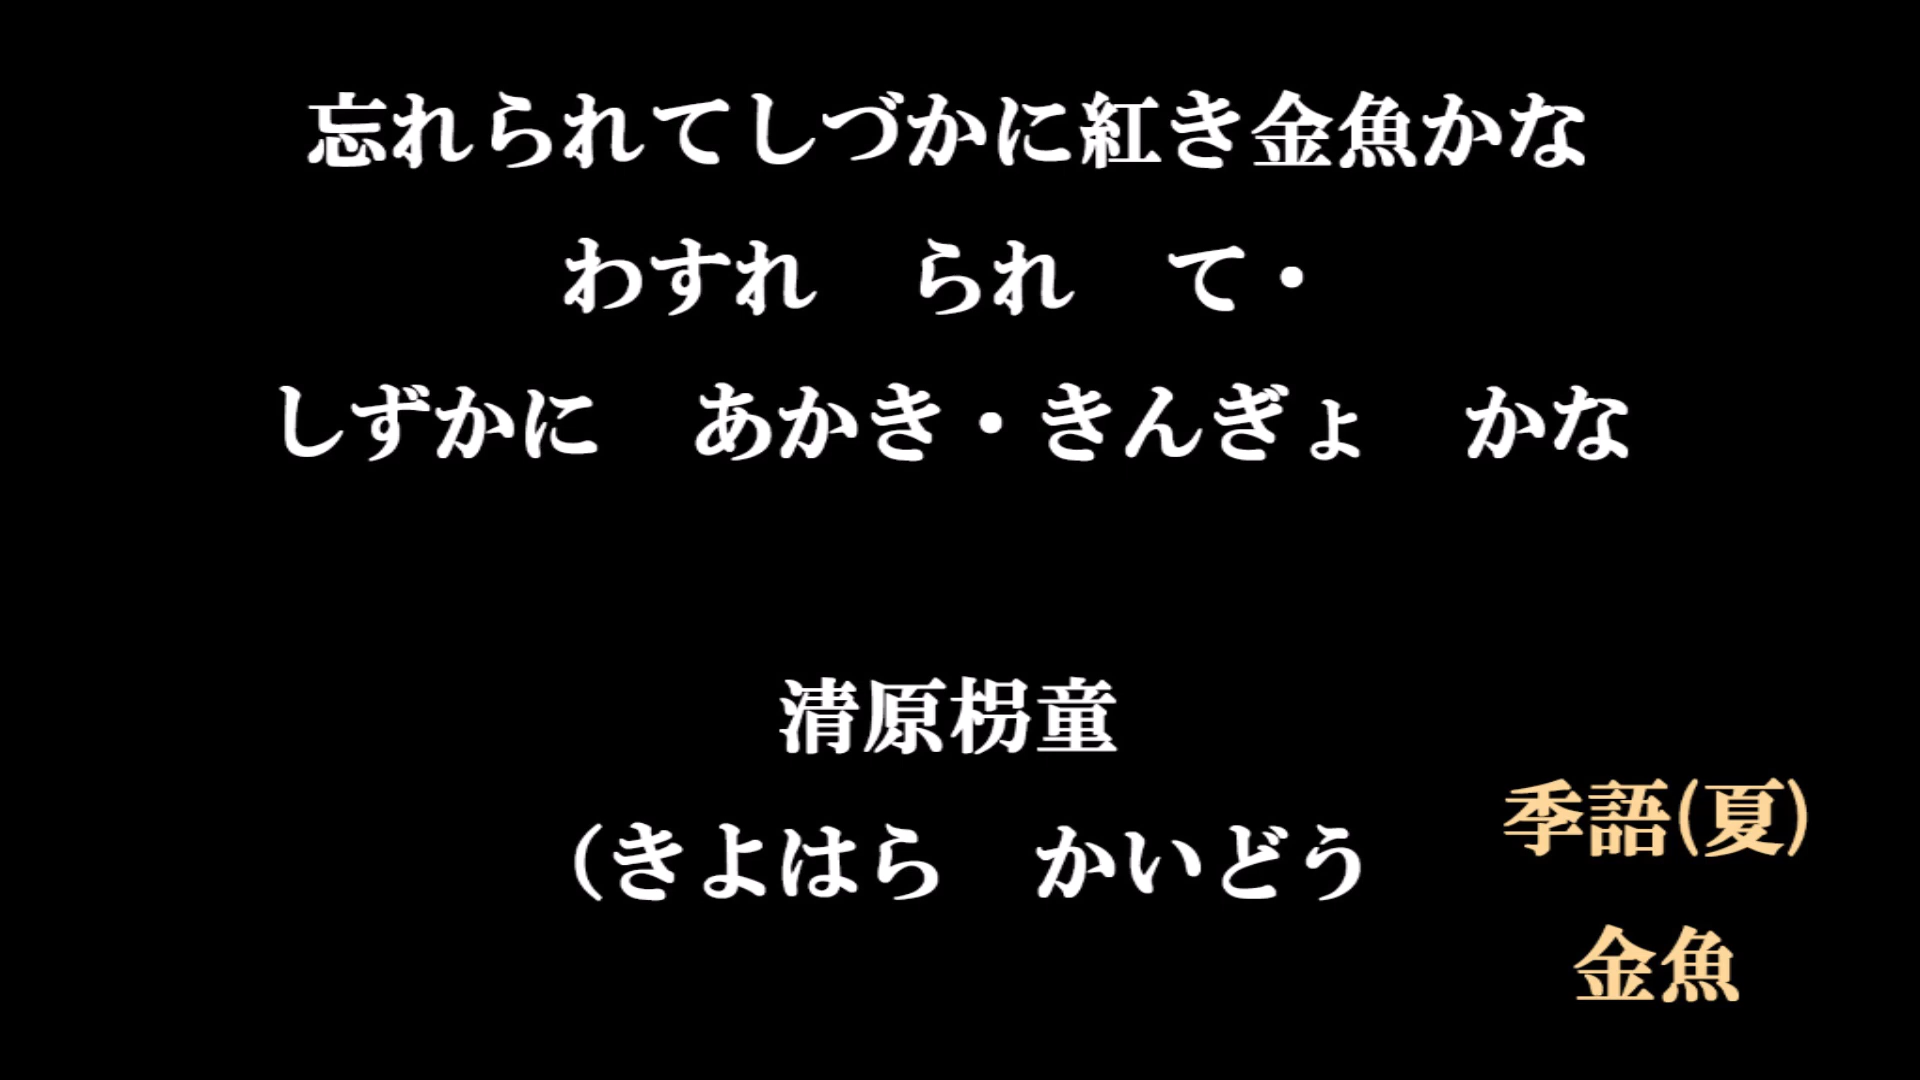 忘れられてしづかに紅き金魚かな
わすれ　られ　て・
しずかに　あかき・きんぎょ　かな
清原枴童
（きよはら　かいどう
季語(夏)
金魚